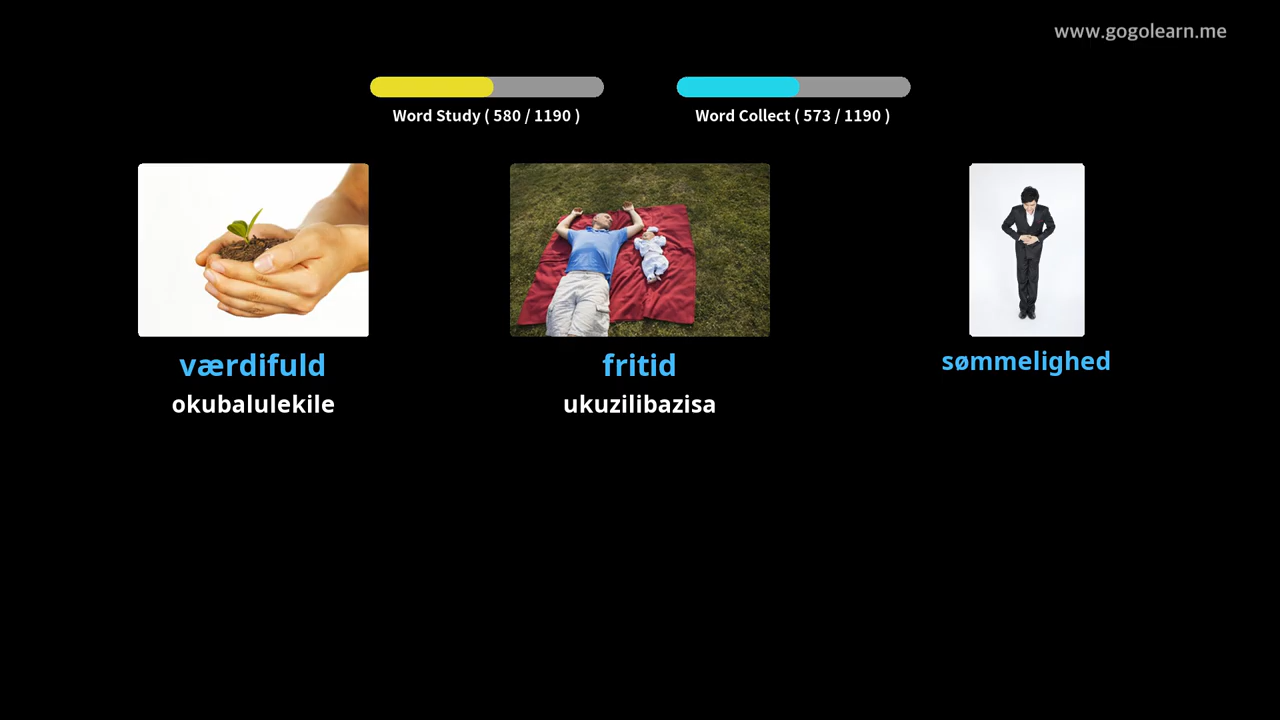 www.gogolearn.me
Word Study ( 580 / 1190 )
Word Collect ( 573 / 1190 )
værdifuld
fritid
sømmelighed
okubalulekile
ukuzilibazisa